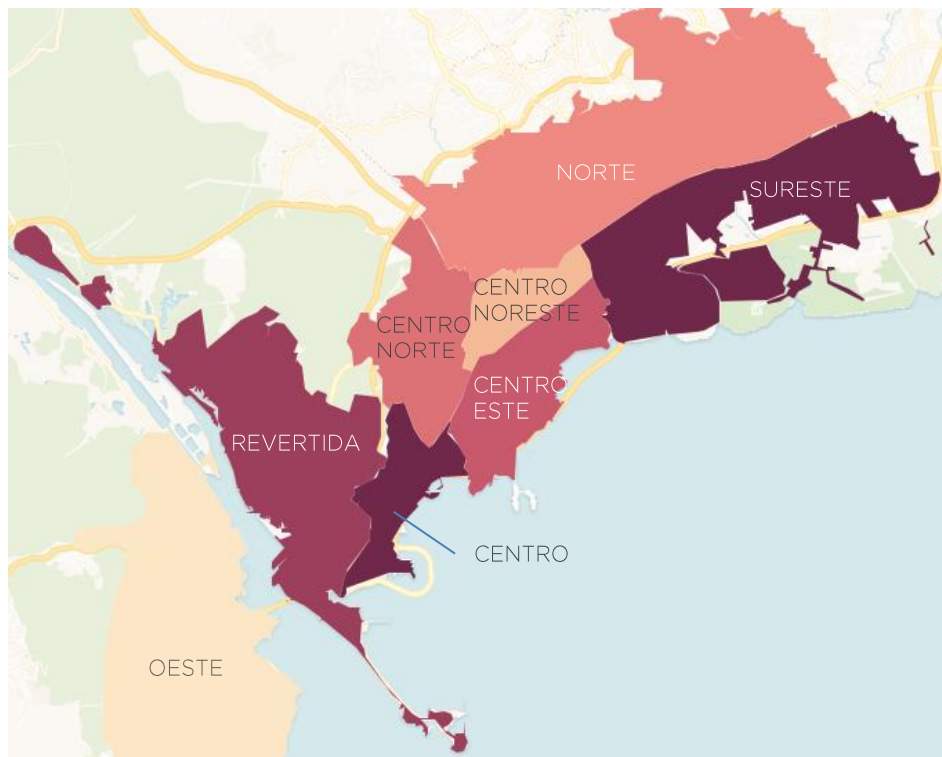 NORTE
SURESTE
CENTRO
NORESTE
CENTRO
NORTE
CENTRO
ESTE
REVERTIDA
CENTRO
OESTE